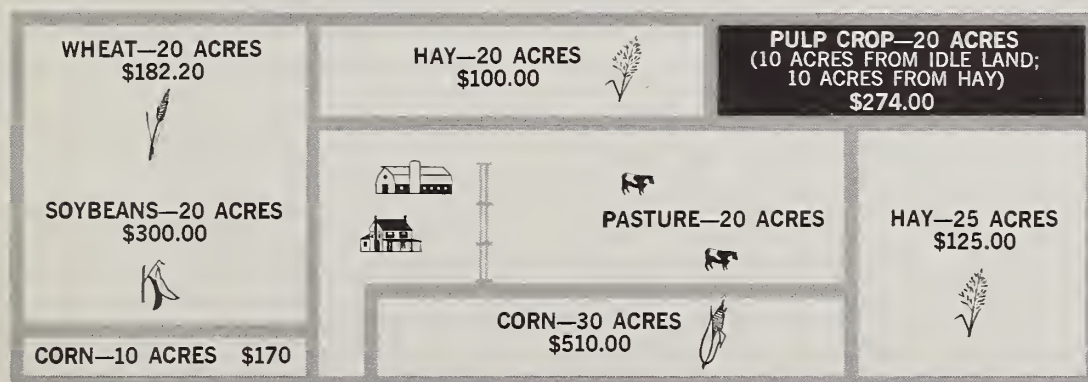 WHEAT—20 ACRES
$182.20
HAY—20 ACRES
$100.00
PULP CROP—20 ACRES
(10 ACRES FROM IDLE LAND;
10 ACRES FROM HAY)
$274.00
SOYBEANS—20 ACRES
$300.00
PASTURE—20 ACRES
HAY—25 ACRES
$125.00
CORN—30 ACRES
$510.00
CORN—10 ACRES $170